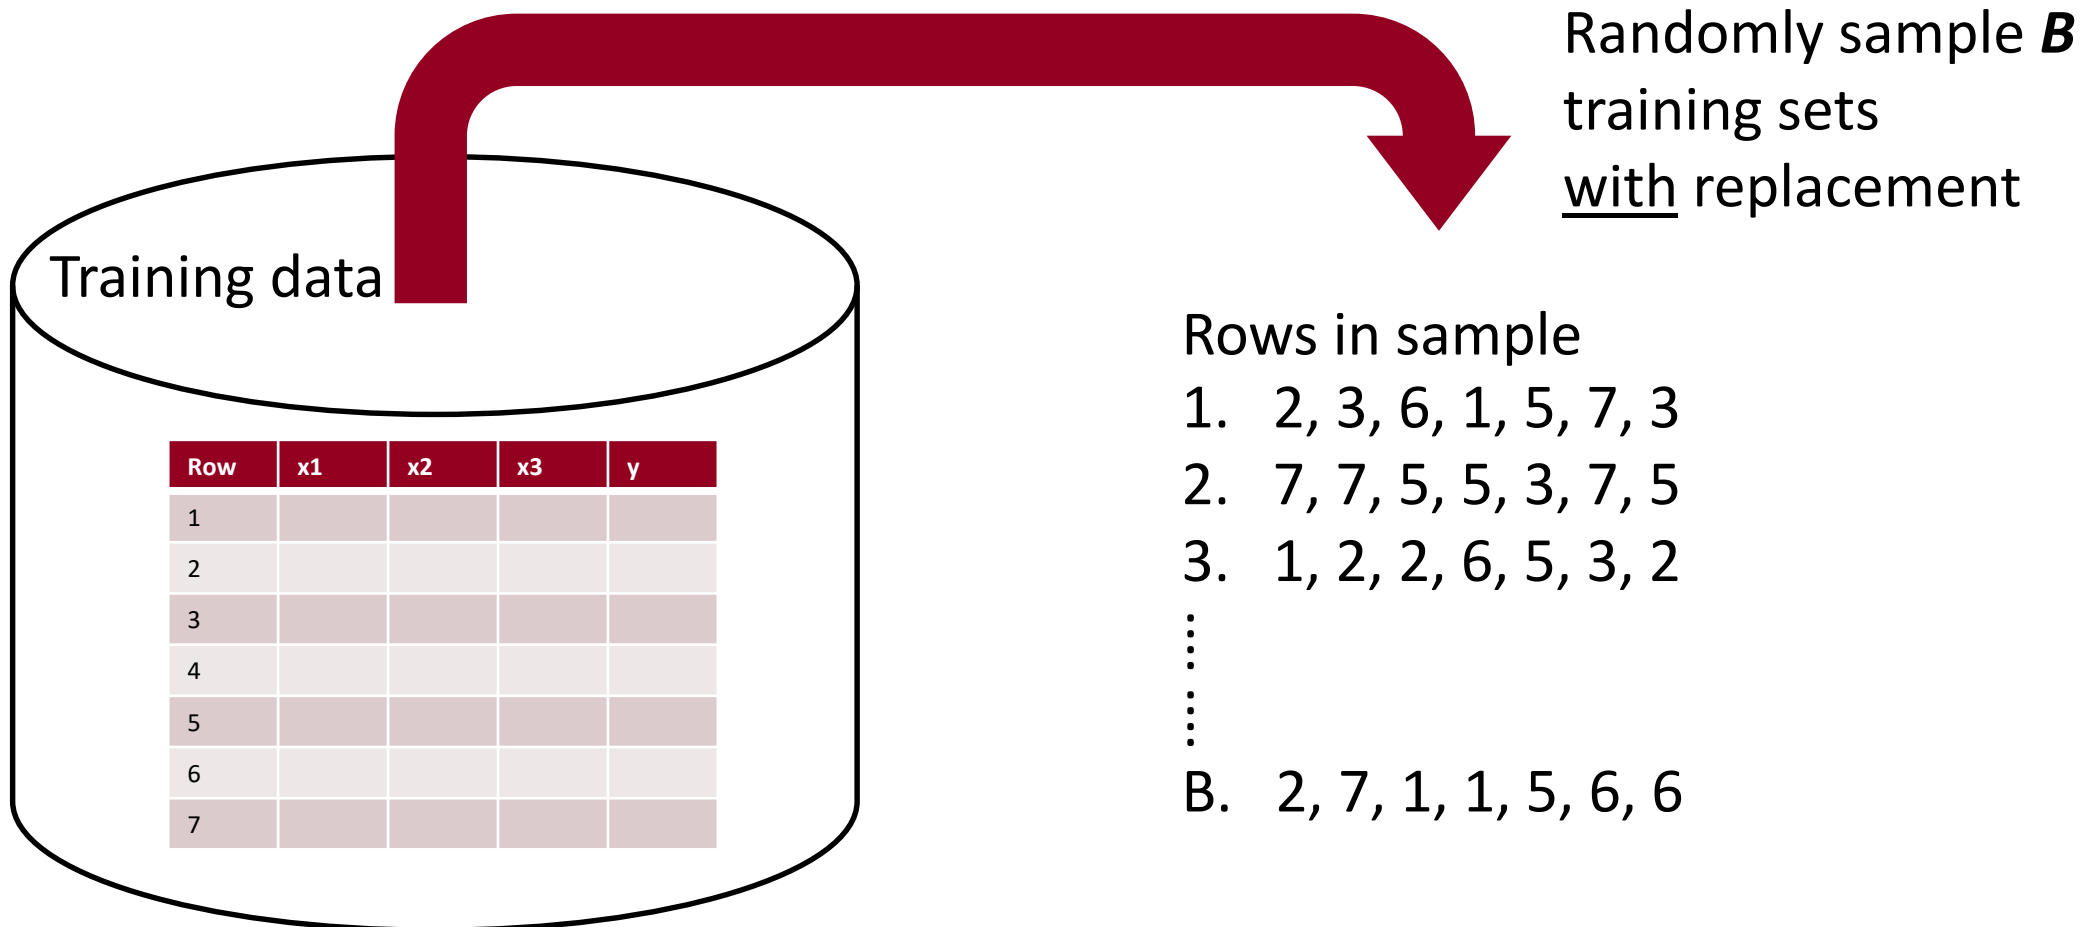 Randomly sample B
training sets
with replacement
Training data
Row x1 x2 x3 y
1
2
3
4
5
6
7
Rows in sample
1. 2, 3, 6, 1, 5, 7, 3
2. 7, 7, 5, 5, 3, 7, 5
3. 1, 2, 2, 6, 5, 3, 2
B. 2, 7, 1, 1, 5, 6, 6